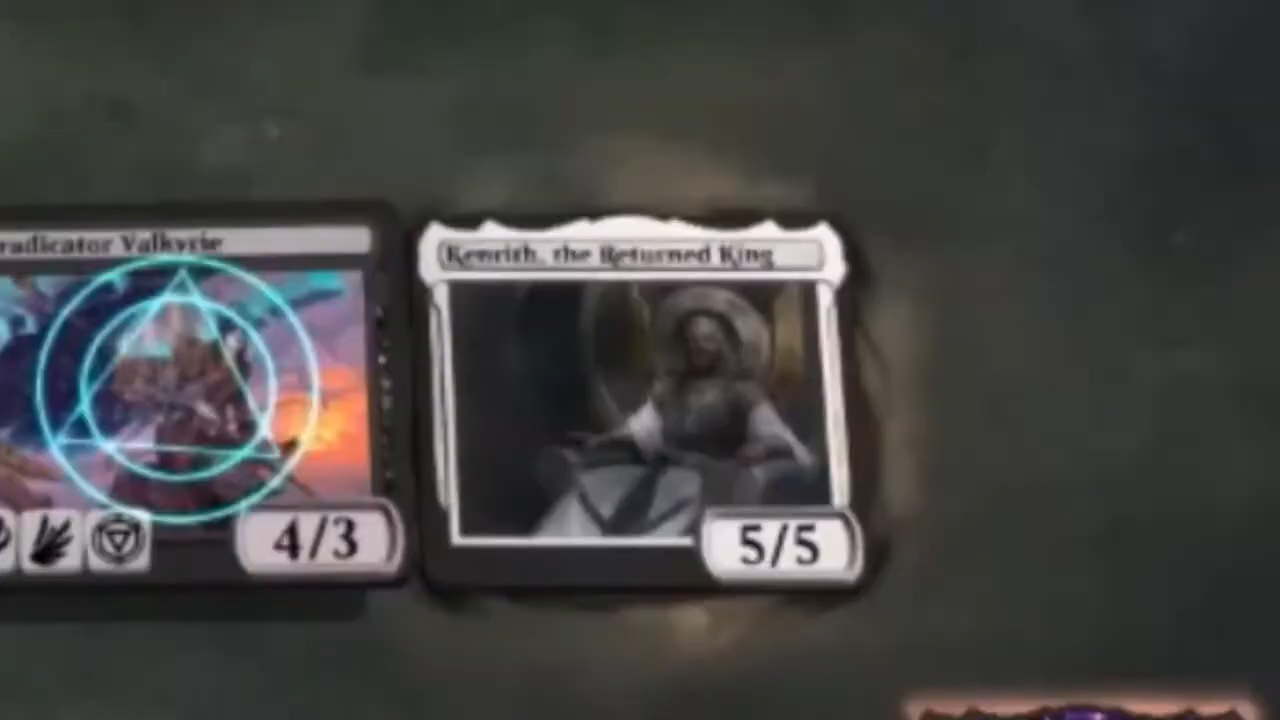 radicator Valkyrie
Kenrith, the Returned King
4/3
5/5